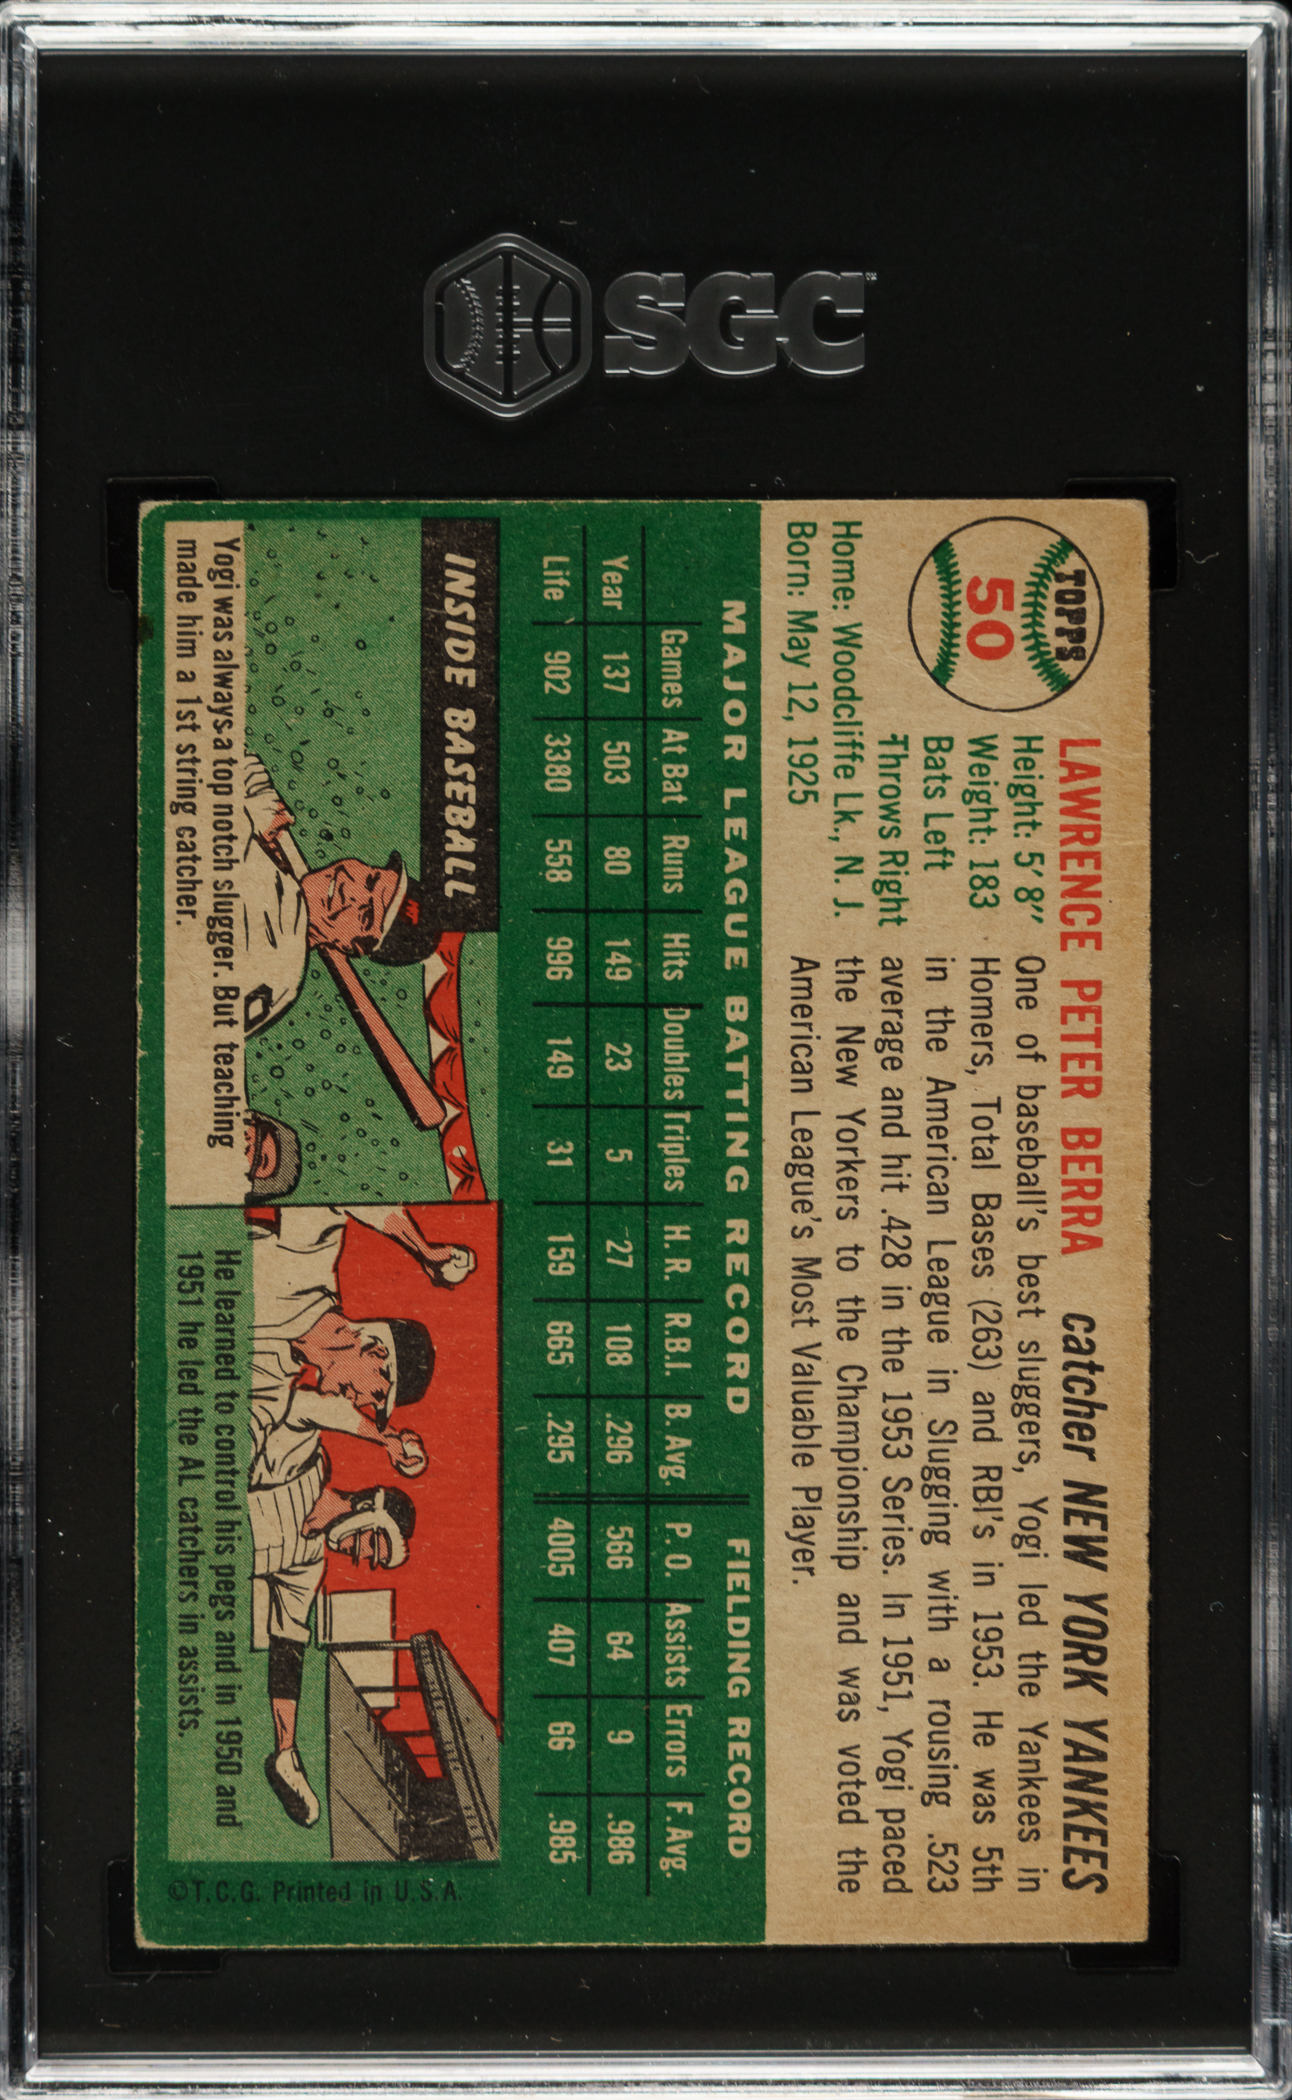 SGC
TOPPS
50
LAWRENCE PETER BERRA catcher NEW YORK YANKEES
Height: 5′ 8″
Weight: 183
Bats Left
Throws Right
Home: Woodcliffe Lk., N. J.
Born: May 12, 1925
One of baseball's best sluggers, Yogi led the Yankees in
Homers, Total Bases (263) and RBI's in 1953. He was 5th
in the American League in Slugging with a rousing .523
average and hit .428 in the 1953 Series. In 1951, Yogi paced
the New Yorkers to the Championship and was voted the
American League's Most Valuable Player.
MAJOR LEAGUE BATTING RECORD FIELDING RECORD
Games At Bat Runs Hits Doubles Triples H. R. R.B.I. B. Avg. P. O. Assists Errors F. Avg.
Year 137 503 80 149 23 5 27 108 .296 566 64 9 .986
Life 902 3380 558 996 149 31 159 665 .295 4005 407 66 .985
INSIDE BASEBALL
Yogi was always a top notch slugger. But teaching
made him a 1st string catcher.
He learned to control his pegs and in 1950 and
1951 he led the AL catchers in assists.
©T.C.G. Printed in U.S.A.